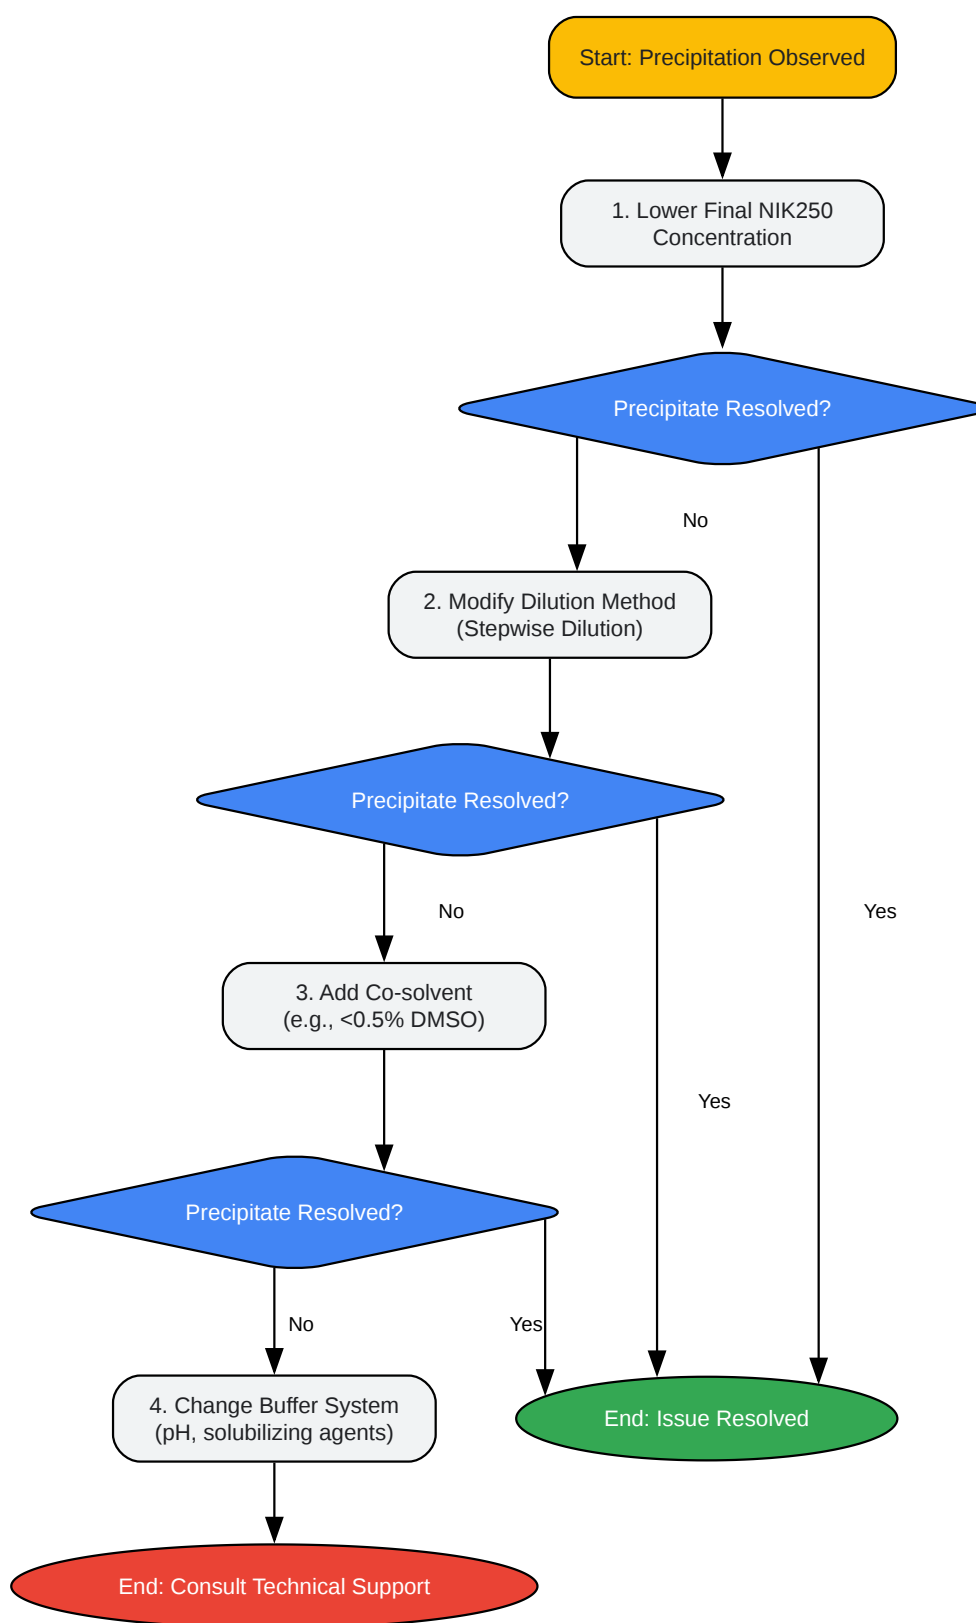 Start: Precipitation Observed
1. Lower Final NIK250
Concentration
Precipitate Resolved?
No
2. Modify Dilution Method
(Stepwise Dilution)
Precipitate Resolved?
No
Yes
3. Add Co-solvent
(e.g., <0.5% DMSO)
Yes
Precipitate Resolved?
No
Yes
4. Change Buffer System
(pH, solubilizing agents)
End: Issue Resolved
End: Consult Technical Support